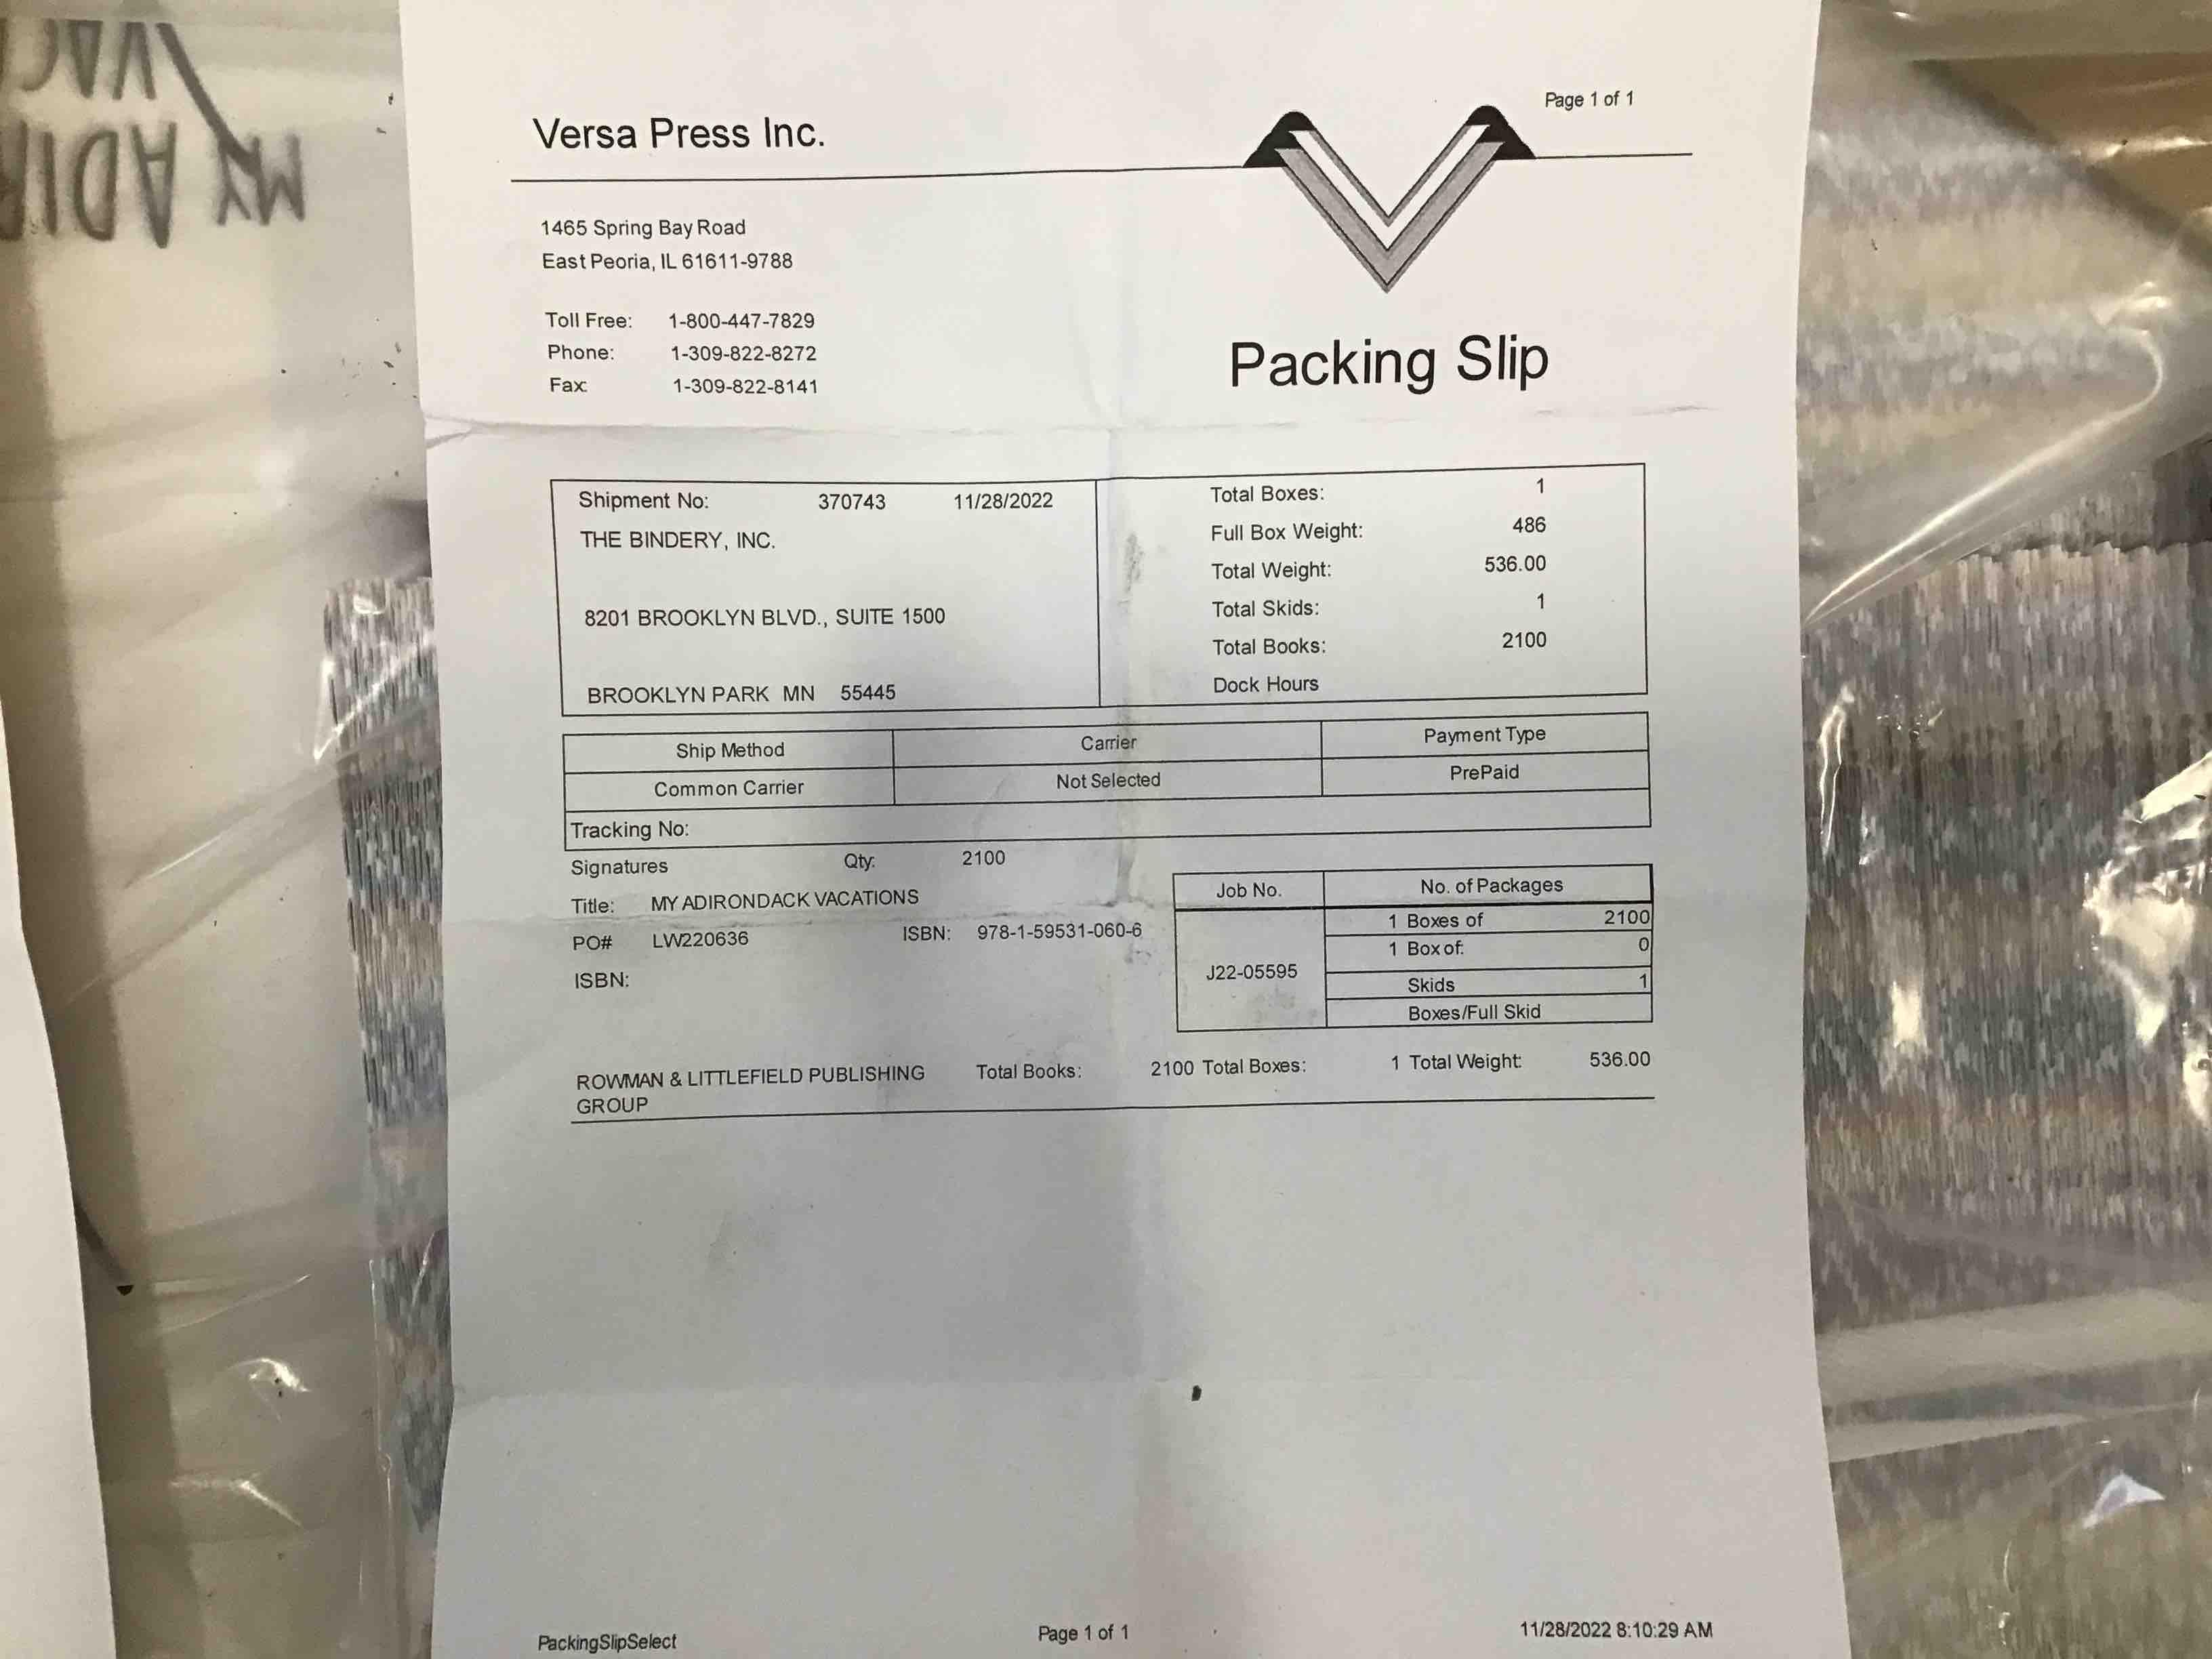 MY ADIR
VAC
Page 1 of 1
Versa Press Inc.
1465 Spring Bay Road
East Peoria, IL 61611-9788
Toll Free: 1-800-447-7829
Phone: 1-309-822-8272
Fax: 1-309-822-8141
Packing Slip
Shipment No: 370743 11/28/2022
THE BINDERY, INC.
8201 BROOKLYN BLVD., SUITE 1500
BROOKLYN PARK MN 55445
Total Boxes: 1
Full Box Weight: 486
Total Weight: 536.00
Total Skids: 1
Total Books: 2100
Dock Hours
Ship Method Carrier Payment Type
Common Carrier Not Selected PrePaid
Tracking No:
Signatures Qty: 2100
Title: MY ADIRONDACK VACATIONS
PO# LW220636 ISBN: 978-1-59531-060-6
ISBN:
Job No. No. of Packages
J22-05595
1 Boxes of 2100
1 Box of: 0
Skids 1
Boxes/Full Skid
ROWMAN & LITTLEFIELD PUBLISHING Total Books: 2100 Total Boxes: 1 Total Weight: 536.00
GROUP
PackingSlipSelect Page 1 of 1 11/28/2022 8:10:29 AM